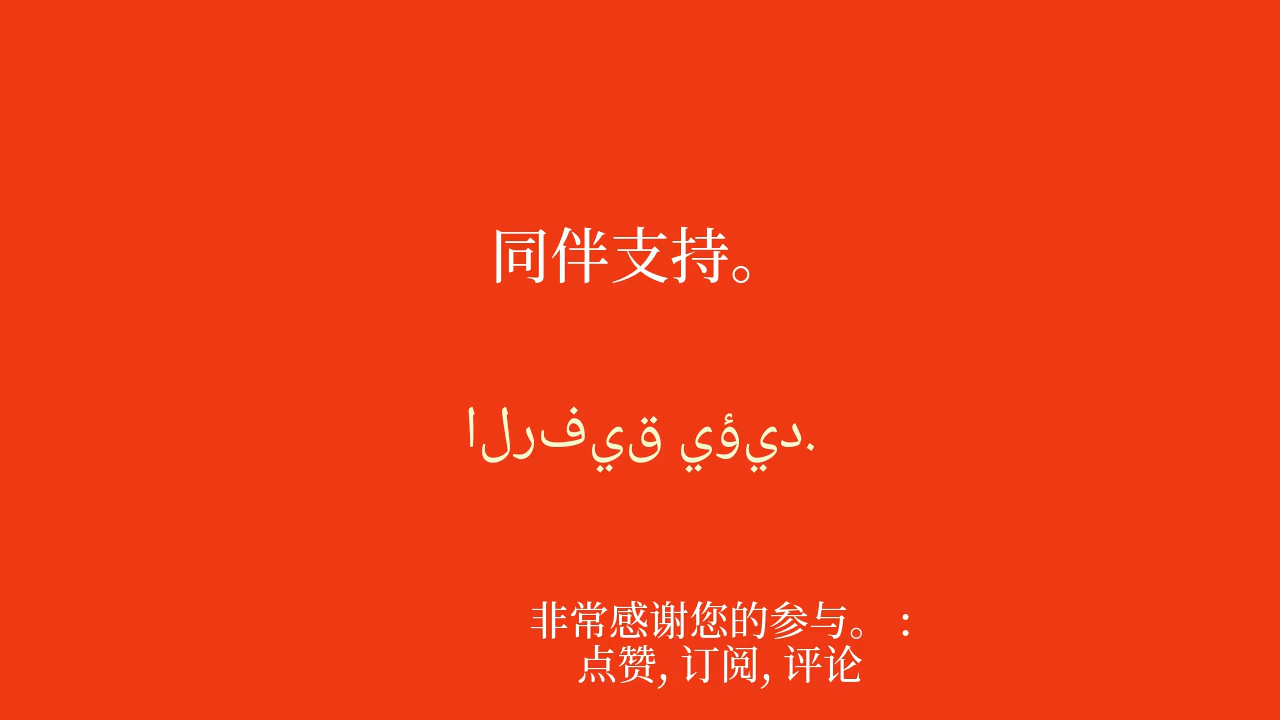 同伴支持。
الرفيق يؤيد.
非常感谢您的参与。 :
点赞, 订阅, 评论